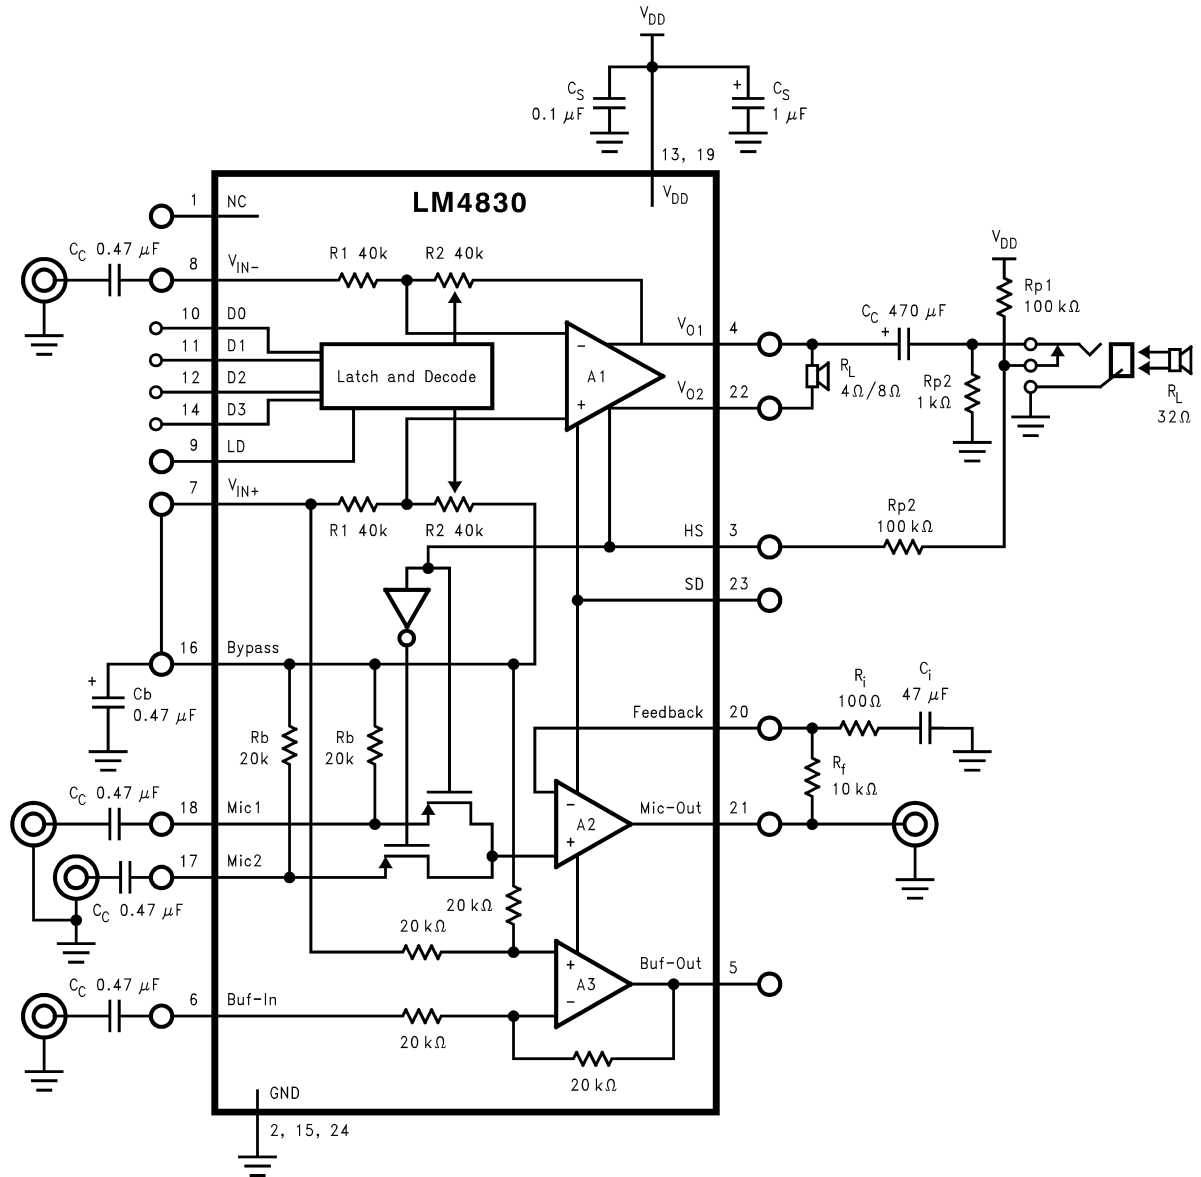 VDD
CS
0.1 μF
+
CS
1 μF
13, 19
VDD
LM4830
1
NC
CC 0.47 μF
8
VIN-
R1 40k
R2 40k
10
D0
11
D1
12
D2
14
D3
9
LD
7
VIN+
Latch and Decode
R1 40k
R2 40k
−
A1
+
VO1
4
VO2
22
CC 470 μF
+
RL
4Ω/8Ω
Rp2
1 kΩ
VDD
Rp1
100 kΩ
RL
32Ω
Rp2
100 kΩ
HS
3
SD
23
16
Bypass
+
Cb
0.47 μF
Rb
20k
Rb
20k
Feedback
20
Ri
100Ω
Ci
47 μF
Rf
10 kΩ
CC 0.47 μF
18
Mic1
17
Mic2
CC 0.47 μF
−
A2
+
Mic-Out
21
20 kΩ
20 kΩ
+
A3
−
Buf-Out
5
CC 0.47 μF
6
Buf-In
20 kΩ
20 kΩ
GND
2, 15, 24